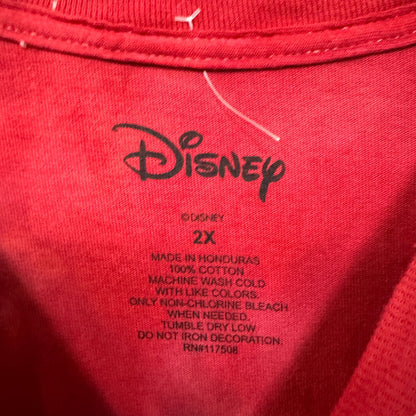 Disney
© DISNEY
2X
MADE IN HONDURAS
100% COTTON
MACHINE WASH COLD
WITH LIKE COLORS.
ONLY NON-CHLORINE BLEACH
WHEN NEEDED.
TUMBLE DRY LOW
DO NOT IRON DECORATION.
RN#117508